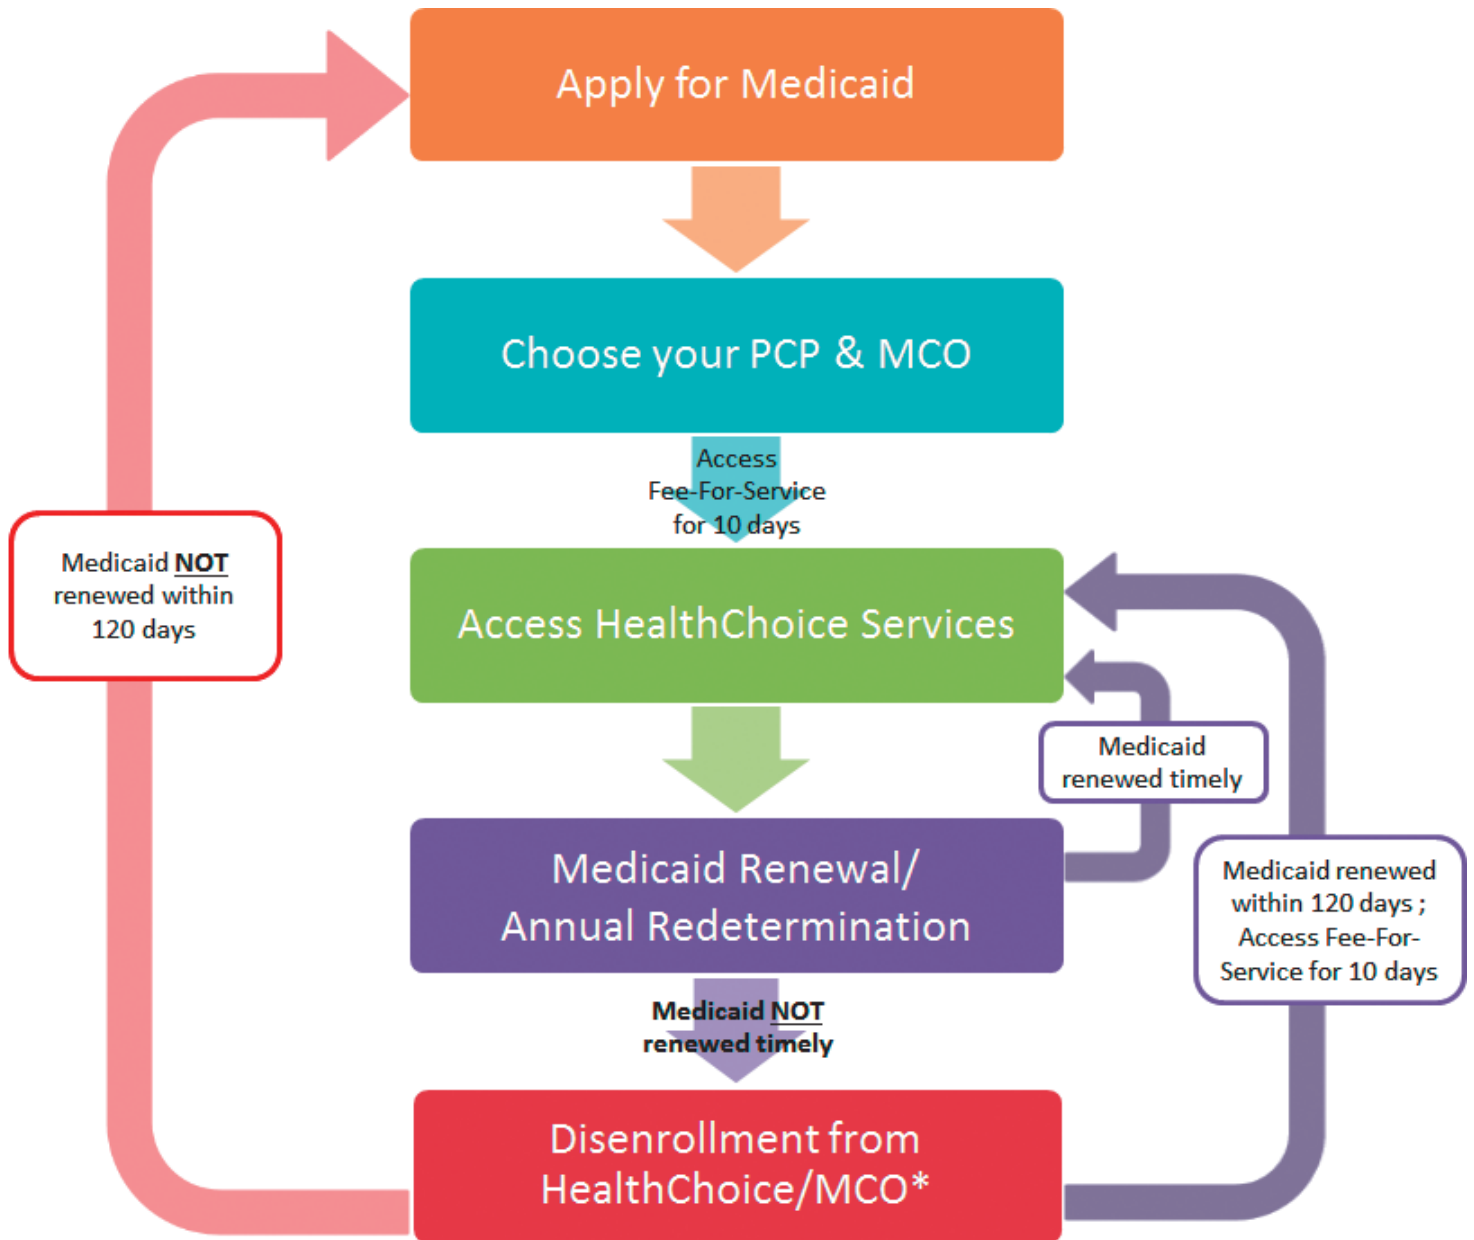 Apply for Medicaid
Choose your PCP & MCO
Access
Fee-For-Service
for 10 days
Medicaid NOT
renewed within
120 days
Access HealthChoice Services
Medicaid
renewed timely
Medicaid Renewal/
Annual Redetermination
Medicaid renewed
within 120 days ;
Access Fee-For-
Service for 10 days
Medicaid NOT
renewed timely
Disenrollment from
HealthChoice/MCO*